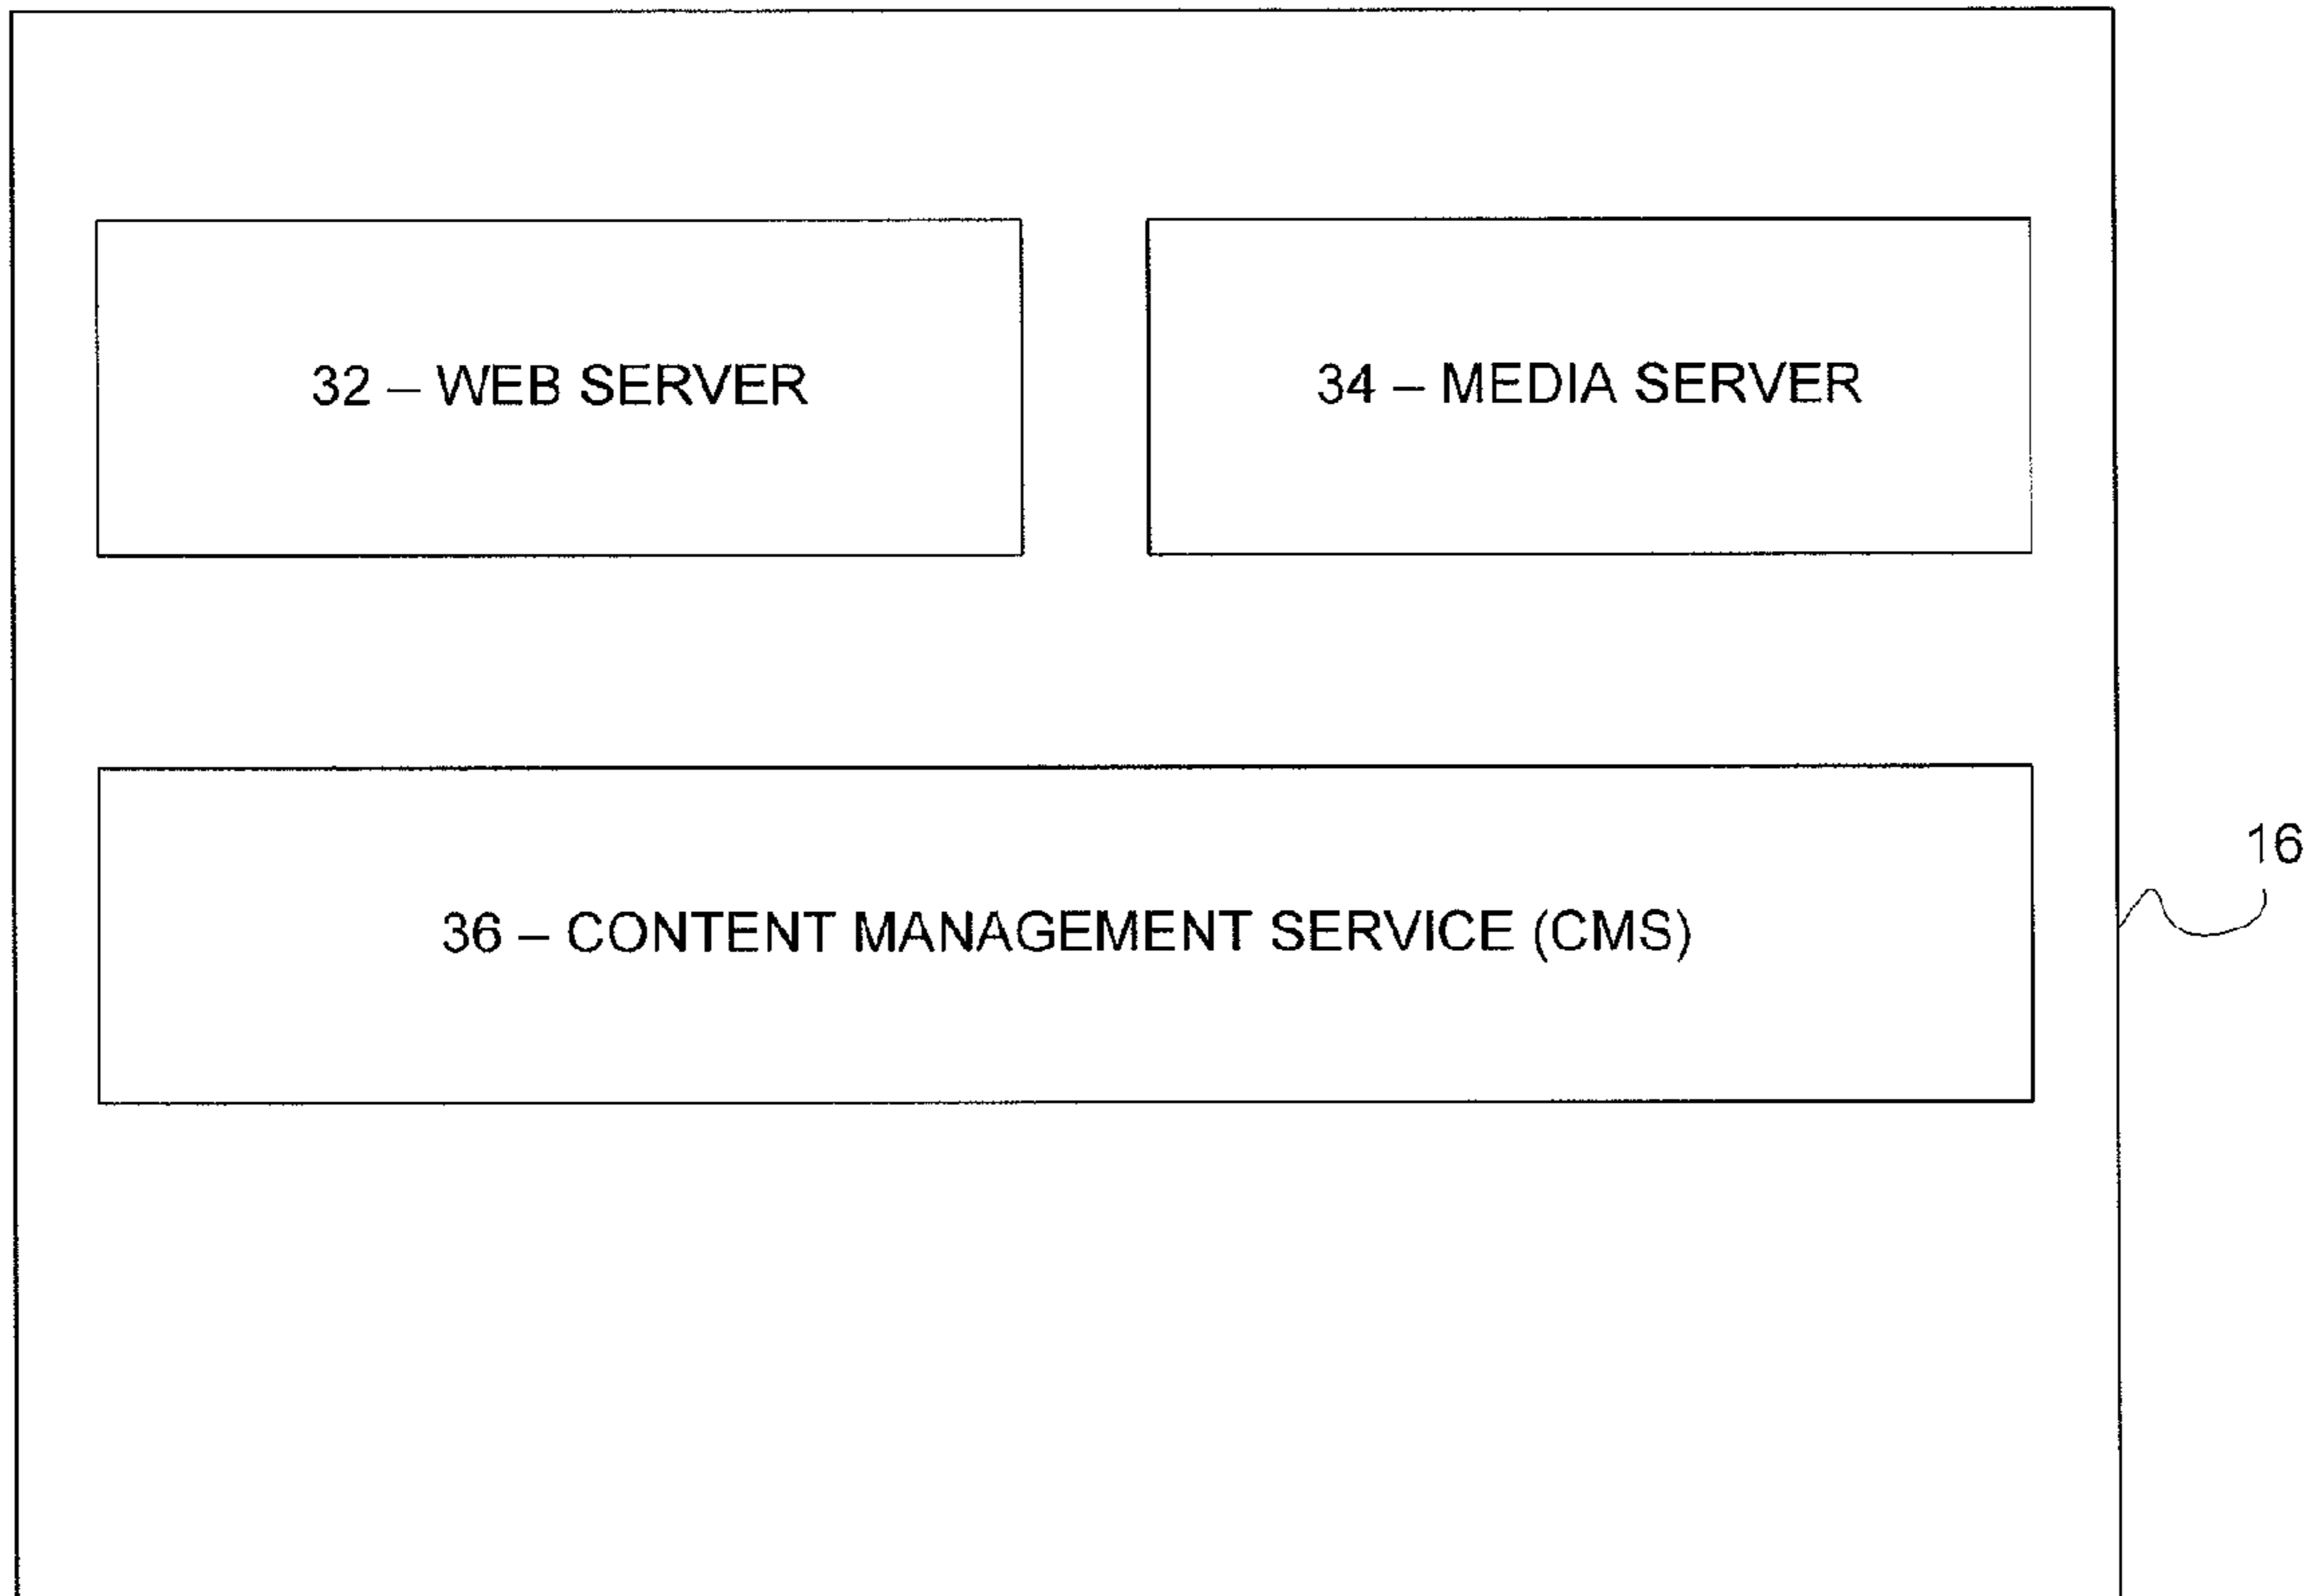 32 – WEB SERVER
34 – MEDIA SERVER
36 – CONTENT MANAGEMENT SERVICE (CMS)
16